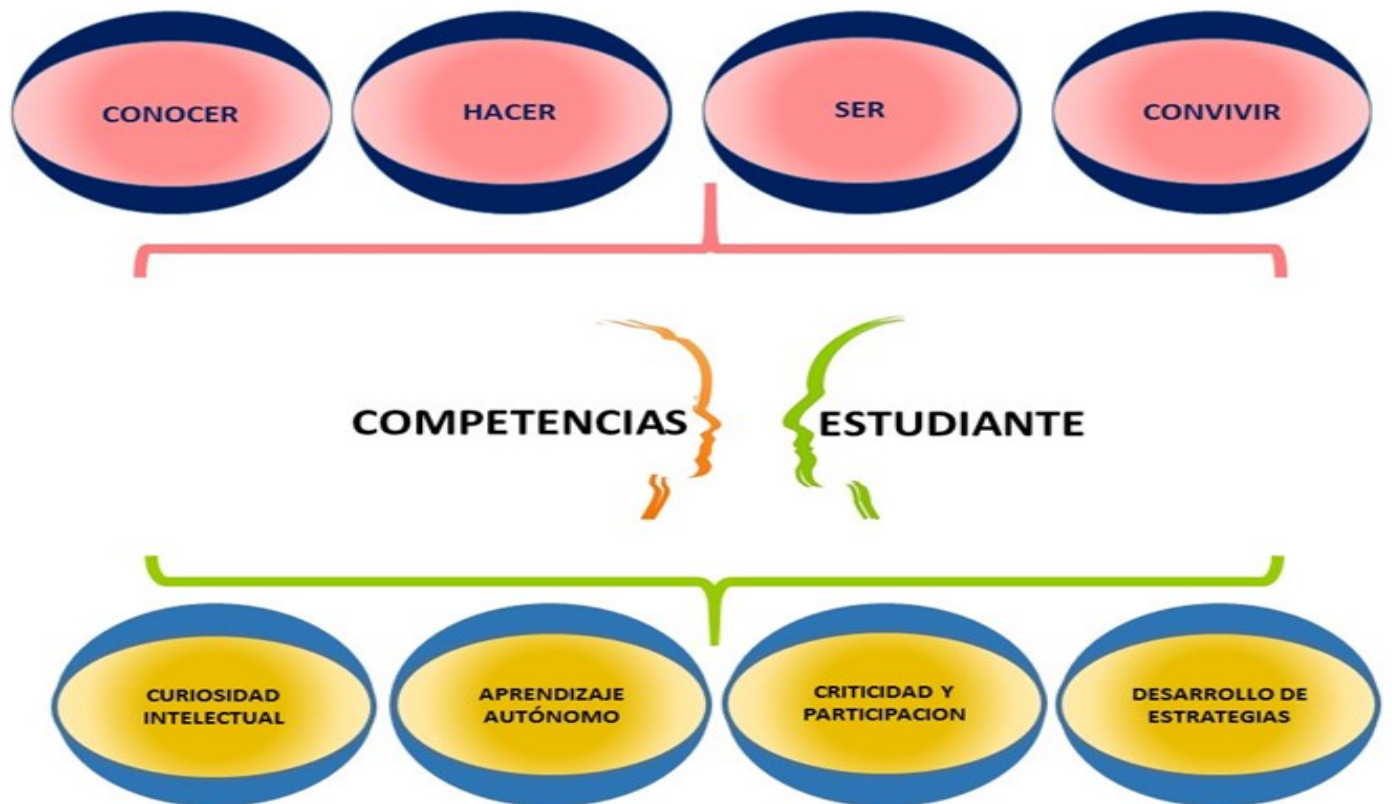 CONOCER
HACER
SER
CONVIVIR
COMPETENCIAS
ESTUDIANTE
CURIOSIDAD
INTELECTUAL
APRENDIZAJE
AUTÓNOMO
CRITICIDAD Y
PARTICIPACION
DESARROLLO DE
ESTRATEGIAS